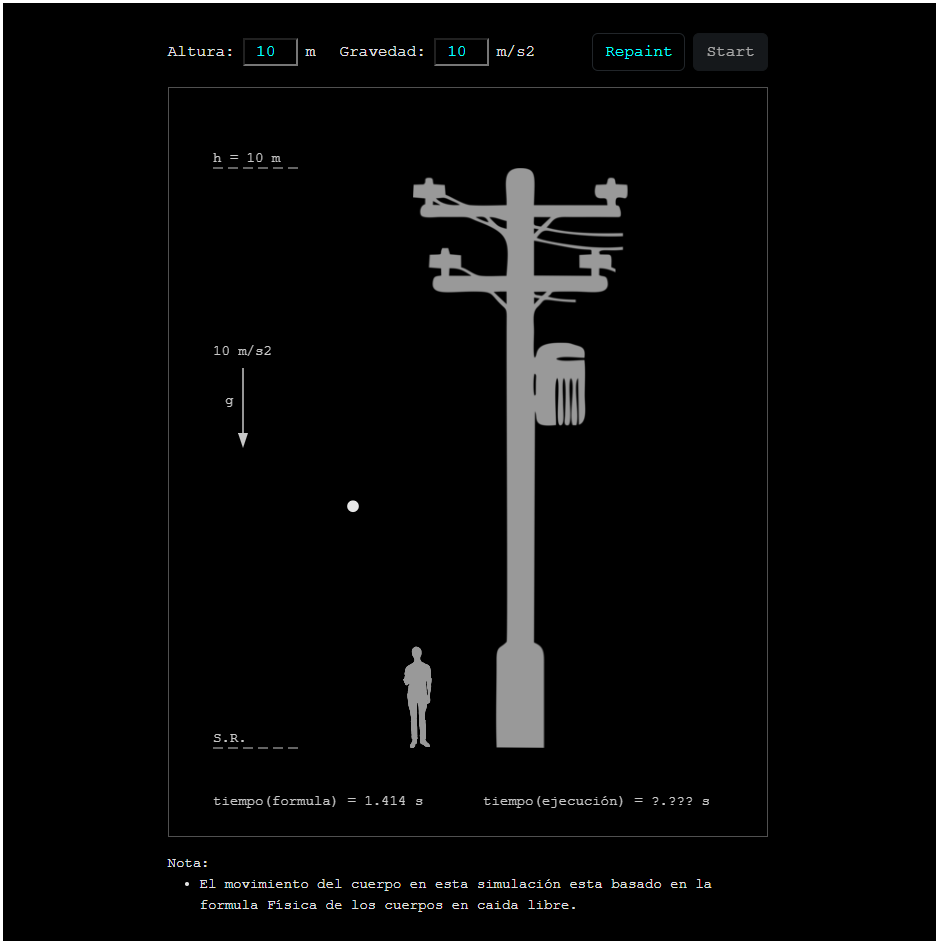 Altura: 10 m Gravedad: 10 m/s2 Repaint Start
h = 10 m
10 m/s2
g
S.R.
tiempo(formula) = 1.414 s tiempo(ejecución) = ?.??? s
Nota:
• El movimiento del cuerpo en esta simulación esta basado en la
formula Física de los cuerpos en caida libre.